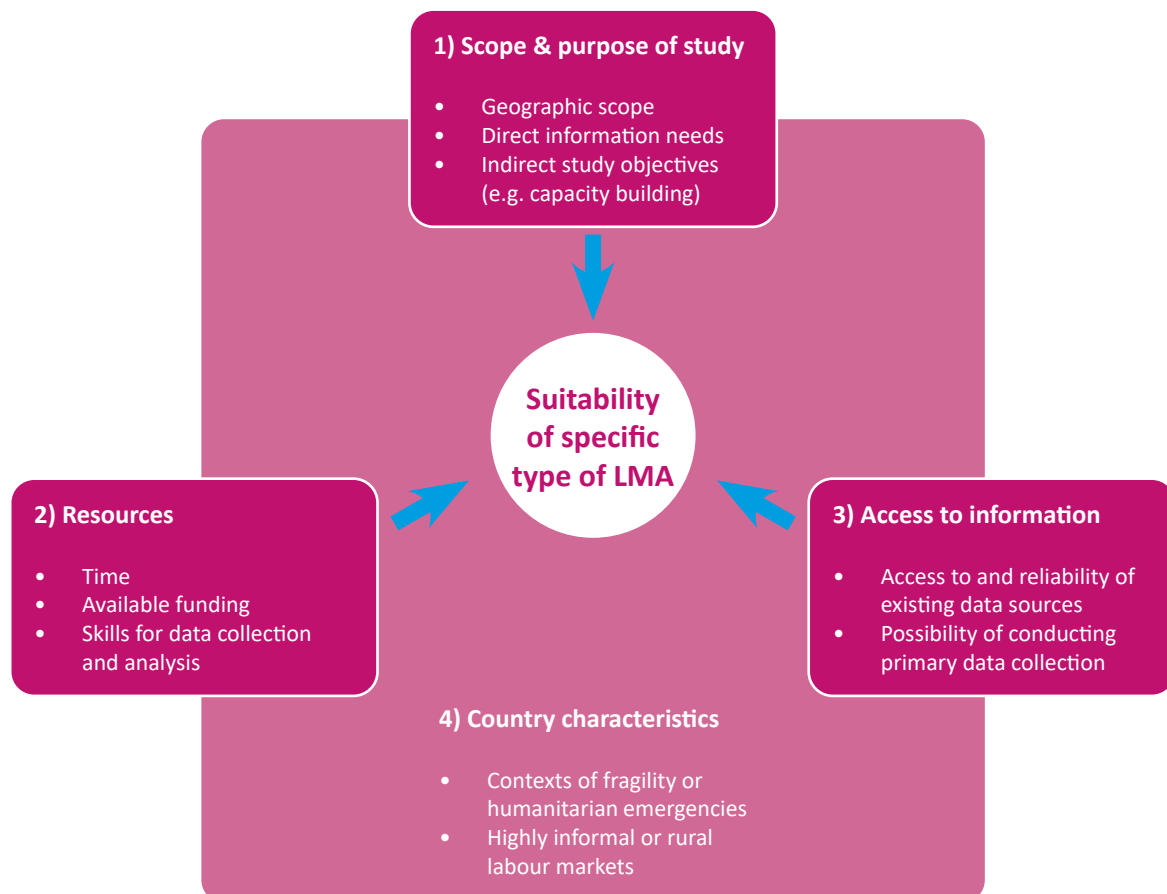 1) Scope & purpose of study
• Geographic scope
• Direct information needs
• Indirect study objectives
(e.g. capacity building)
Suitability
of specific
type of LMA
2) Resources
• Time
• Available funding
• Skills for data collection
and analysis
3) Access to information
• Access to and reliability of
existing data sources
• Possibility of conducting
primary data collection
4) Country characteristics
• Contexts of fragility or
humanitarian emergencies
• Highly informal or rural
labour markets